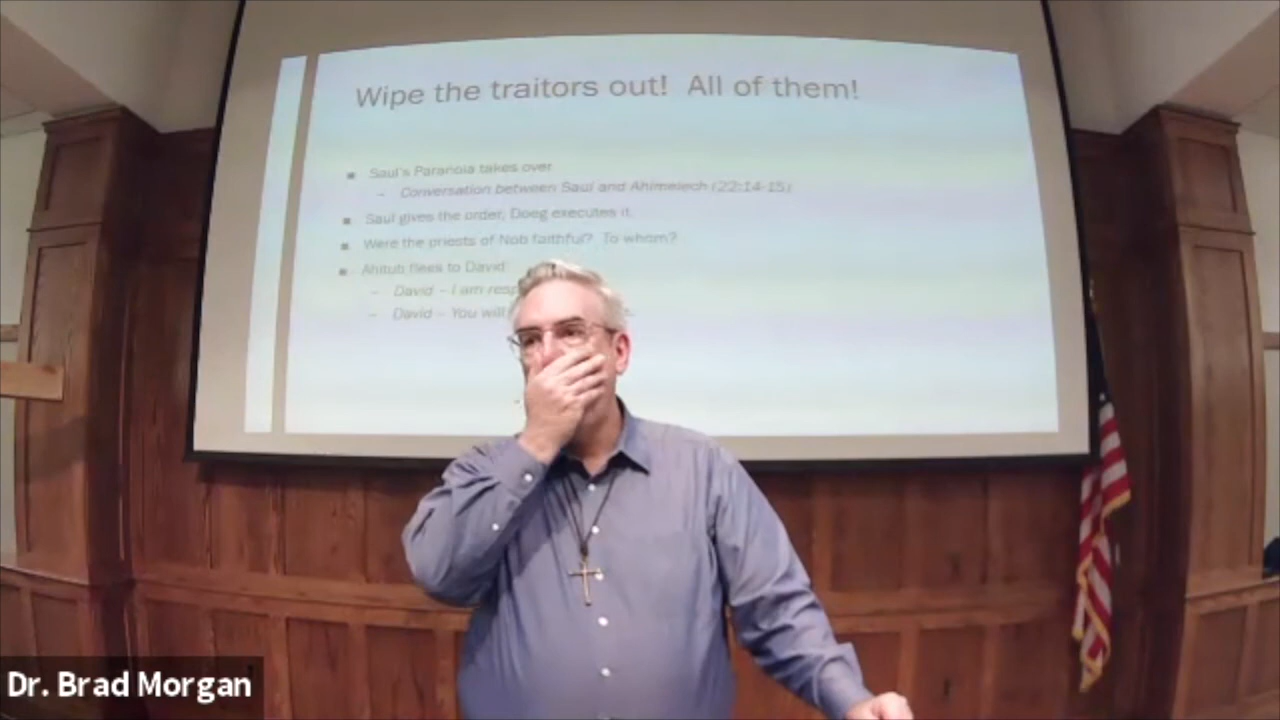 Wipe the traitors out! All of them!
Saul's Paranoia takes over
– Conversation between Saul and Ahimelech (22:14-15)
Saul gives the order, Doeg executes it.
Were the priests of Nob faithful? To whom?
Ahitub flees to David:
– David – I am resp
– David – You will
Dr. Brad Morgan